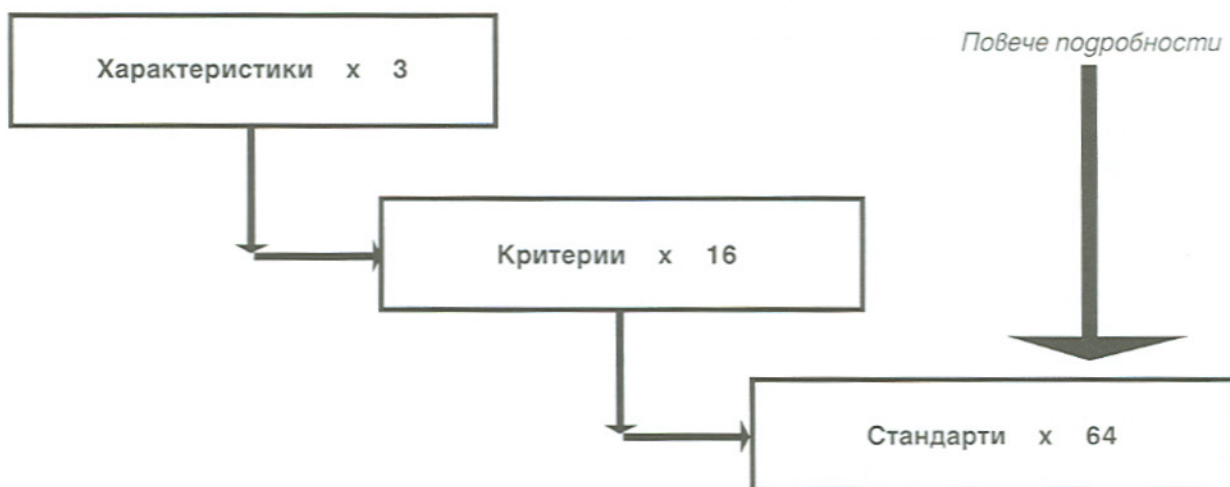 Повече подробности
Характеристики х 3
Критерии х 16
Стандарти х 64